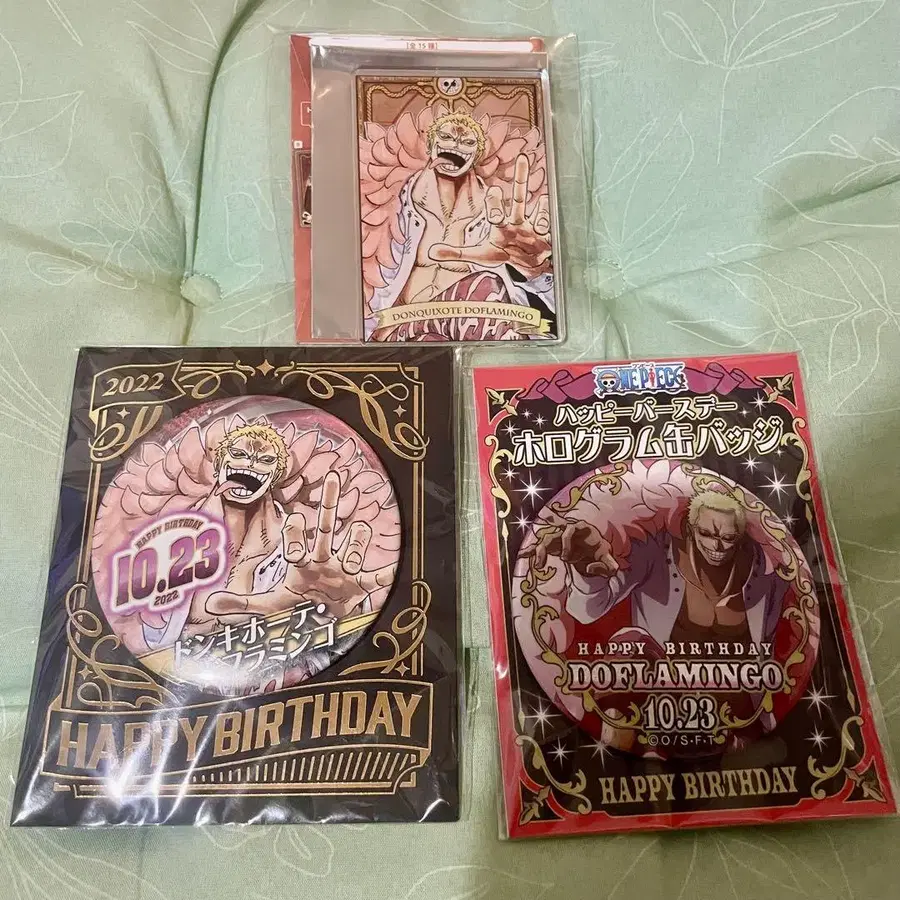 [全15種]
DONQUIXOTE DOFLAMINGO
2022
HAPPY BIRTHDAY
10.23
2022
ドンキホーテ・
フラミンゴ
HAPPY BIRTHDAY
ONE PIECE
ハッピーバースデー
ホログラム缶バッジ
HAPPY BIRTHDAY
DOFLAMINGO
10.23
©O/S・F・T
HAPPY BIRTHDAY